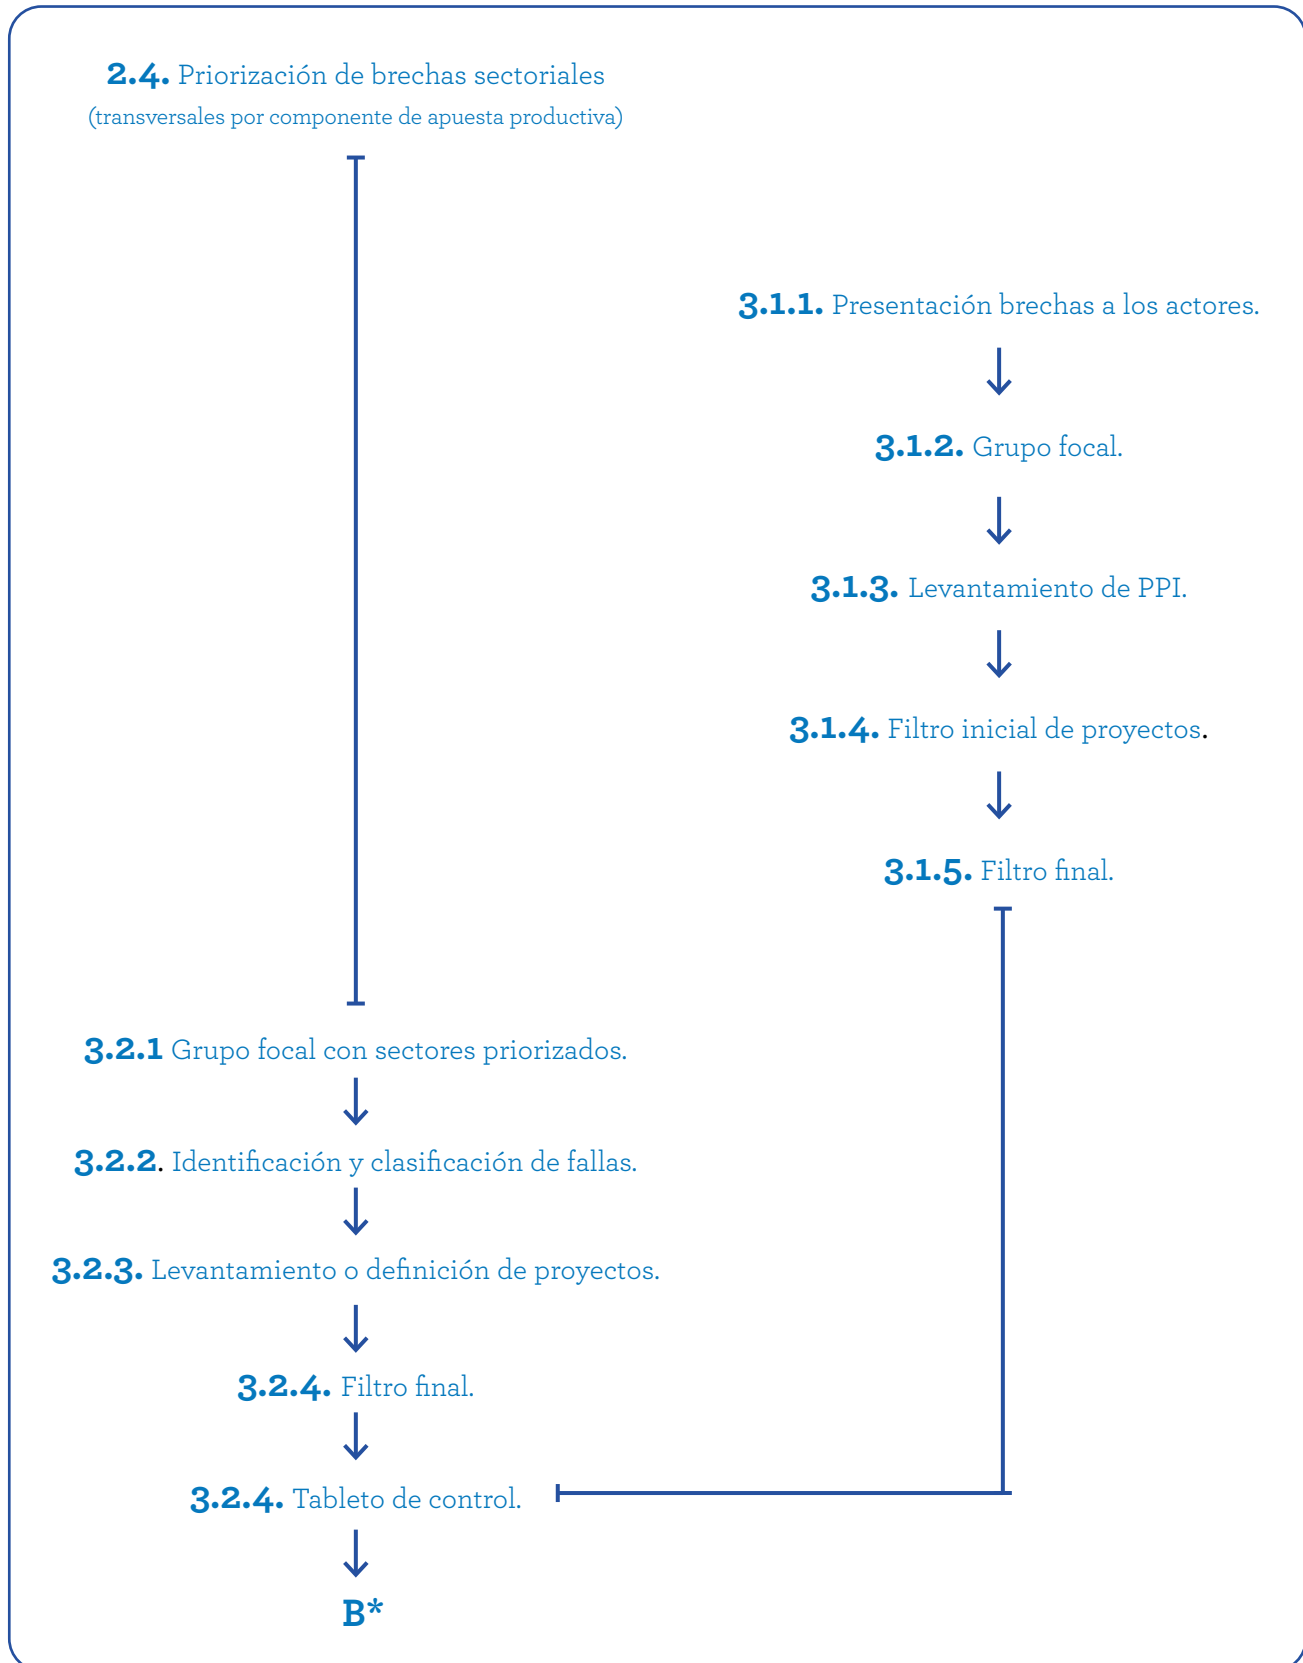 2.4. Priorización de brechas sectoriales
(transversales por componente de apuesta productiva)
3.1.1. Presentación brechas a los actores.
3.1.2. Grupo focal.
3.1.3. Levantamiento de PPI.
3.1.4. Filtro inicial de proyectos.
3.1.5. Filtro final.
3.2.1 Grupo focal con sectores priorizados.
3.2.2. Identificación y clasificación de fallas.
3.2.3. Levantamiento o definición de proyectos.
3.2.4. Filtro final.
3.2.4. Tableto de control.
B*